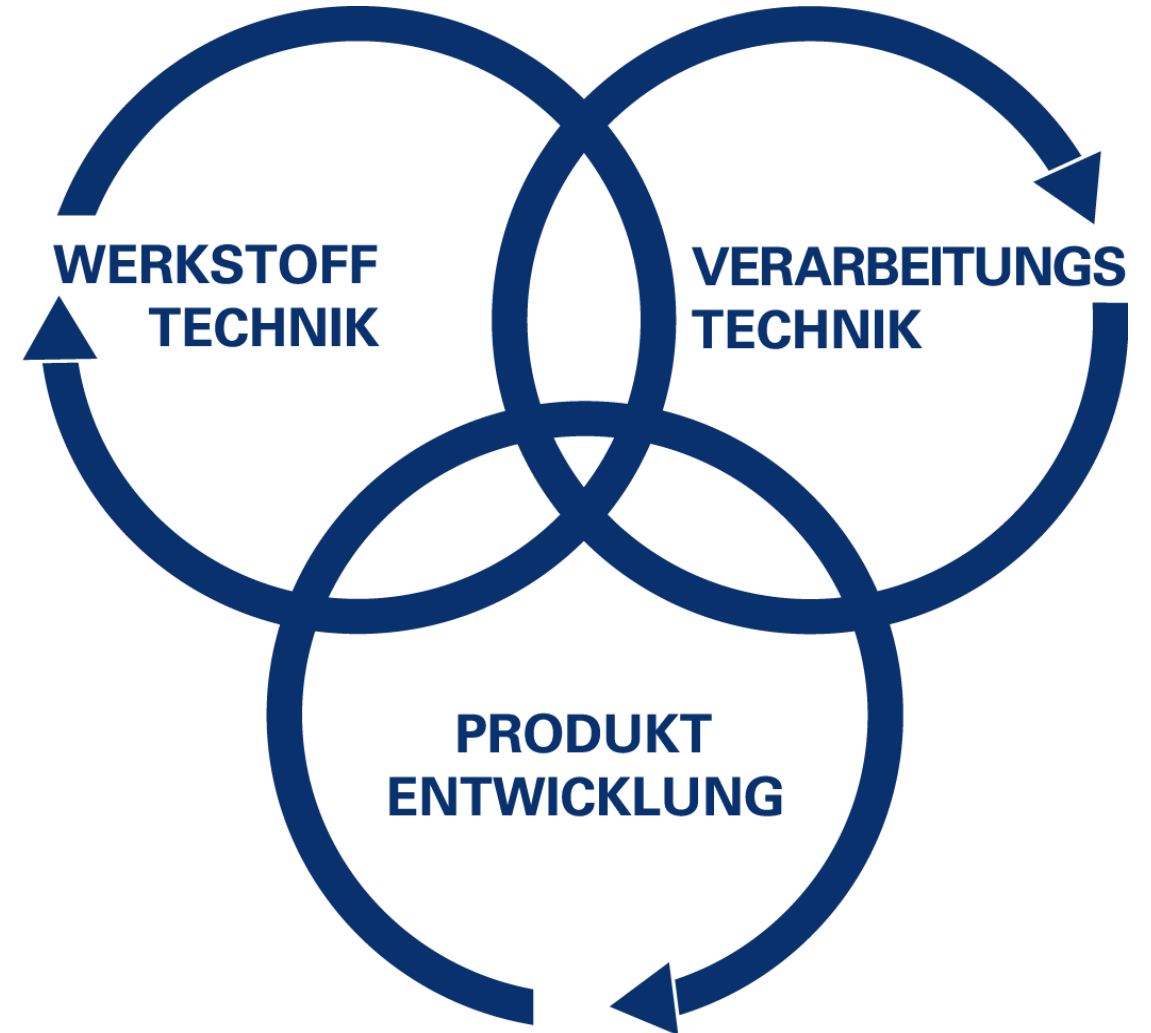 WERKSTOFF
TECHNIK
VERARBEITUNGS
TECHNIK
PRODUKT
ENTWICKLUNG